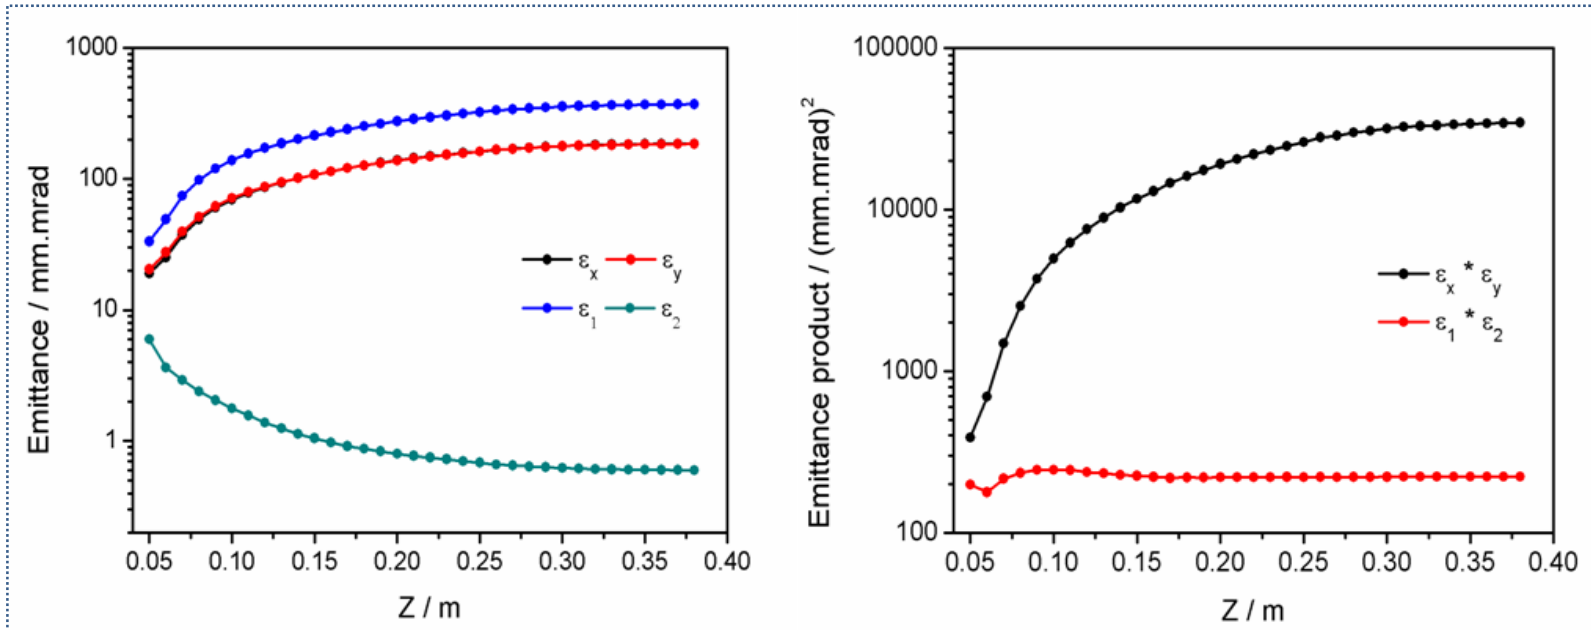 Emittance / mm.mrad
1000
100
10
1
εx εy
ε1 ε2
0.05 0.10 0.15 0.20 0.25 0.30 0.35 0.40
Z / m
Emittance product / (mm.mrad)²
100000
10000
1000
100
εx * εy
ε1 * ε2
0.05 0.10 0.15 0.20 0.25 0.30 0.35 0.40
Z / m